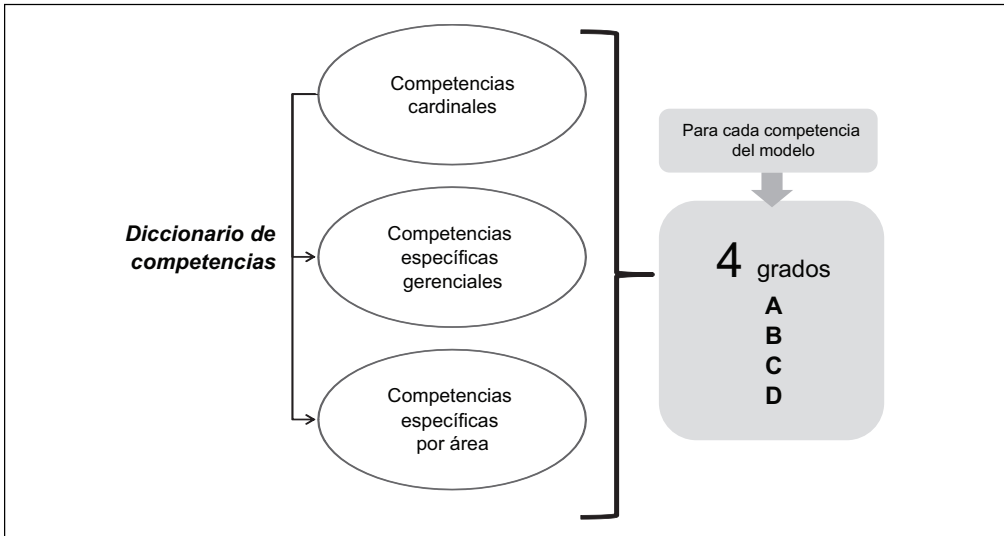 Diccionario de
competencias
Competencias
cardinales
Competencias
específicas
gerenciales
Competencias
específicas
por área
Para cada competencia
del modelo
4 grados
A
B
C
D